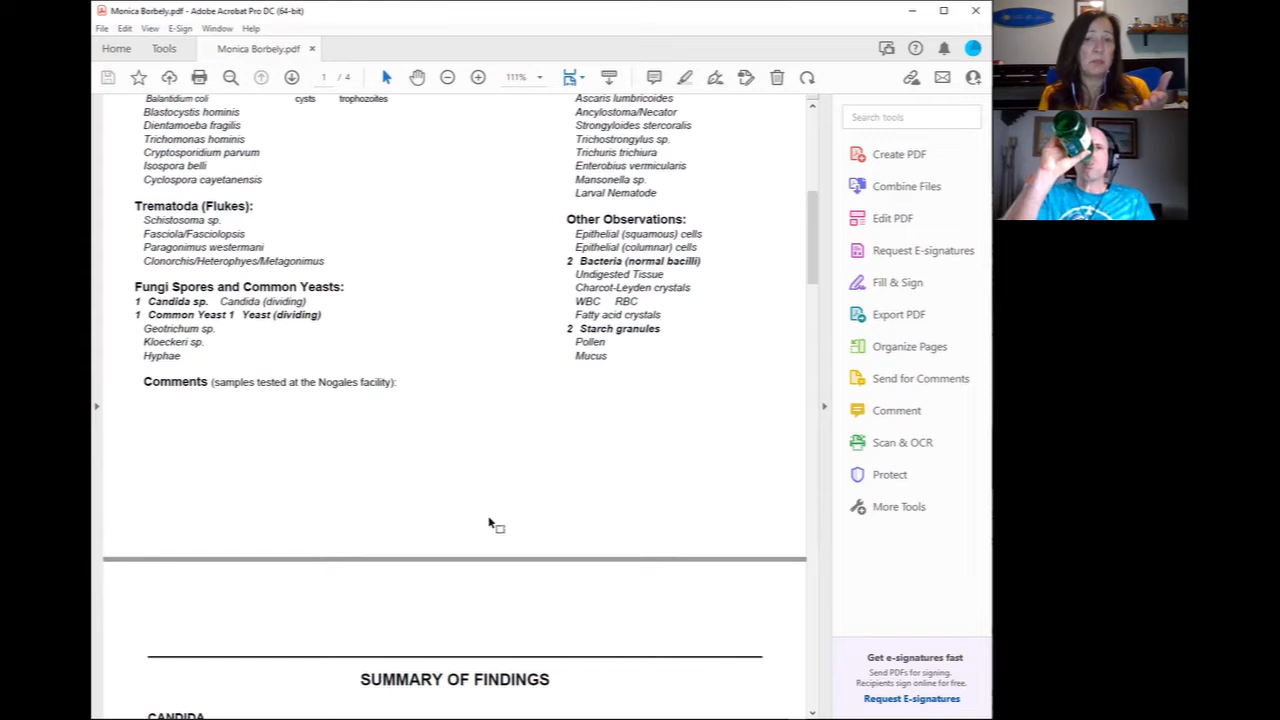 Monica Borbely.pdf - Adobe Acrobat Pro DC (64-bit)
File Edit View E-Sign Window Help
Home Tools Monica Borbely.pdf ×
1 / 4 111%
Balantidium coli cysts trophozoites
Blastocystis hominis
Dientamoeba fragilis
Trichomonas hominis
Cryptosporidium parvum
Isospora belli
Cyclospora cayetanensis
Trematoda (Flukes):
Schistosoma sp.
Fasciola/Fasciolopsis
Paragonimus westermani
Clonorchis/Heterophyes/Metagonimus
Fungi Spores and Common Yeasts:
1 Candida sp. Candida (dividing)
1 Common Yeast 1 Yeast (dividing)
Geotrichum sp.
Kloeckeri sp.
Hyphae
Comments (samples tested at the Nogales facility):
Ascaris lumbricoides
Ancylostoma/Necator
Strongyloides stercoralis
Trichostrongylus sp.
Trichuris trichiura
Enterobius vermicularis
Mansonella sp.
Larval Nematode
Other Observations:
Epithelial (squamous) cells
Epithelial (columnar) cells
2 Bacteria (normal bacilli)
Undigested Tissue
Charcot-Leyden crystals
WBC RBC
Fatty acid crystals
2 Starch granules
Pollen
Mucus
SUMMARY OF FINDINGS
CANDIDA
Search tools
Create PDF
Combine Files
Edit PDF
Request E-signatures
Fill & Sign
Export PDF
Organize Pages
Send for Comments
Comment
Scan & OCR
Protect
More Tools
Get e-signatures fast
Send PDFs for signing.
Recipients sign online for free.
Request E-signatures